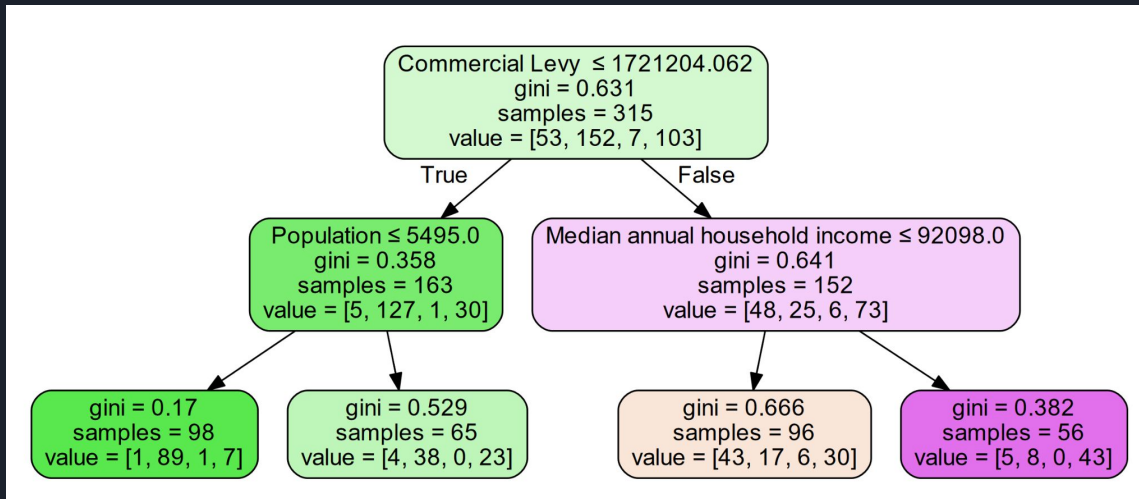 Commercial Levy ≤ 1721204.062
gini = 0.631
samples = 315
value = [53, 152, 7, 103]
True
False
Population ≤ 5495.0
gini = 0.358
samples = 163
value = [5, 127, 1, 30]
Median annual household income ≤ 92098.0
gini = 0.641
samples = 152
value = [48, 25, 6, 73]
gini = 0.17
samples = 98
value = [1, 89, 1, 7]
gini = 0.529
samples = 65
value = [4, 38, 0, 23]
gini = 0.666
samples = 96
value = [43, 17, 6, 30]
gini = 0.382
samples = 56
value = [5, 8, 0, 43]